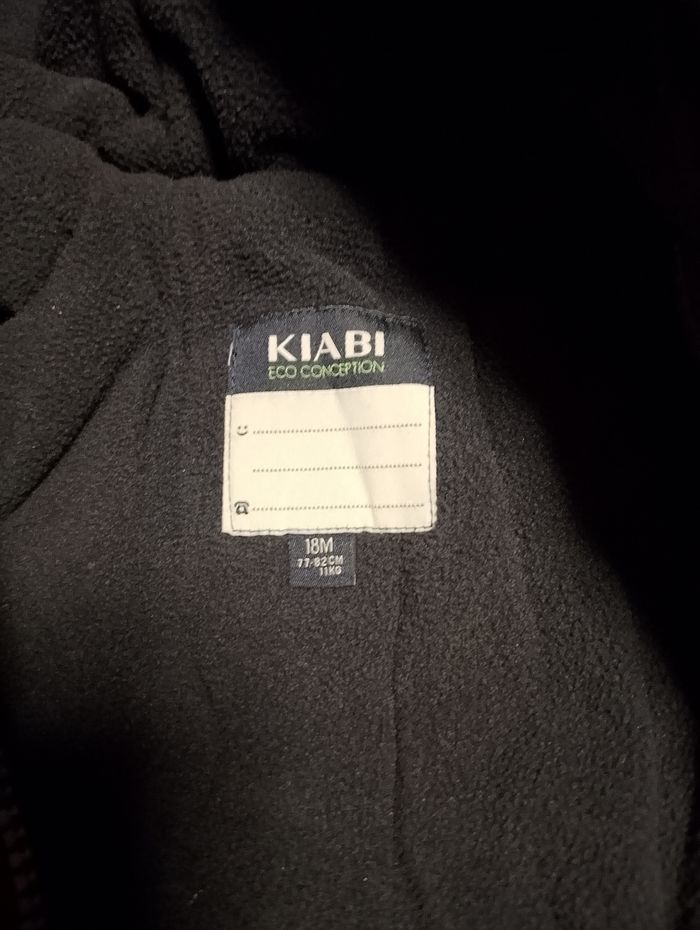 KIABI
ECO CONCEPTION
18M
77-82CM
11KG